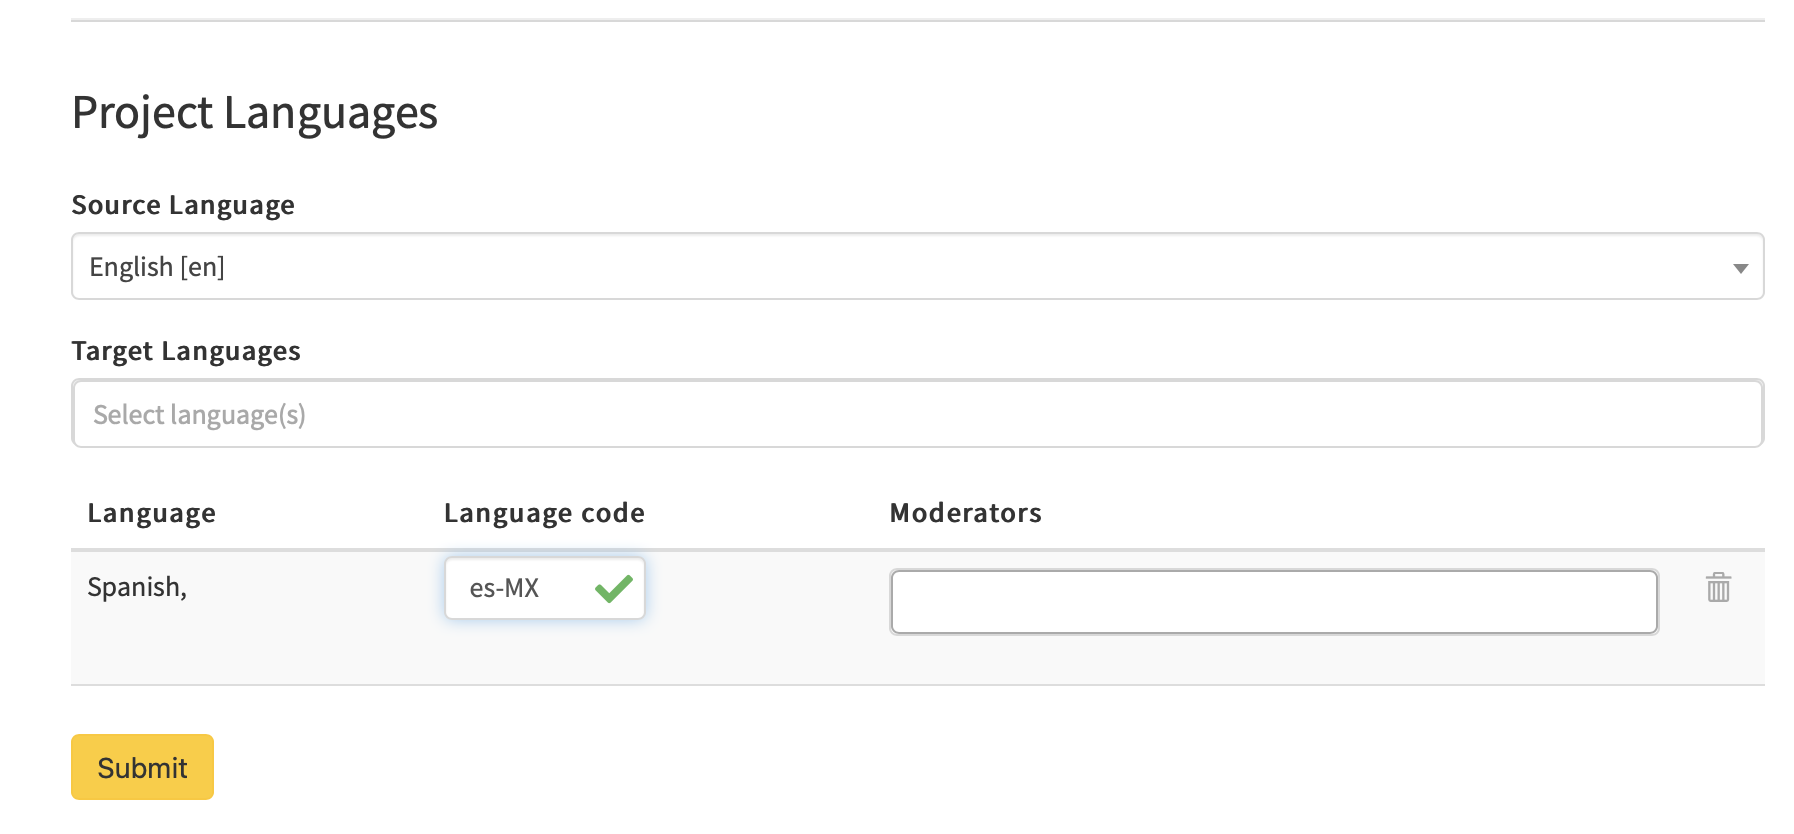 Project Languages
Source Language
English [en]
Target Languages
Select language(s)
Language Language code Moderators
Spanish, es-MX
Submit